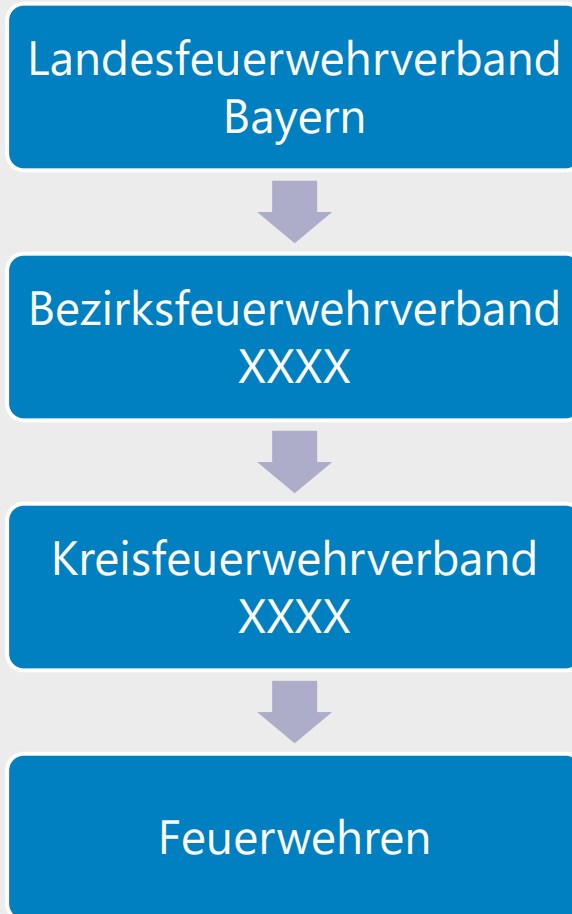 Landesfeuerwehrverband
Bayern
Bezirksfeuerwehrverband
XXXX
Kreisfeuerwehrverband
XXXX
Feuerwehren